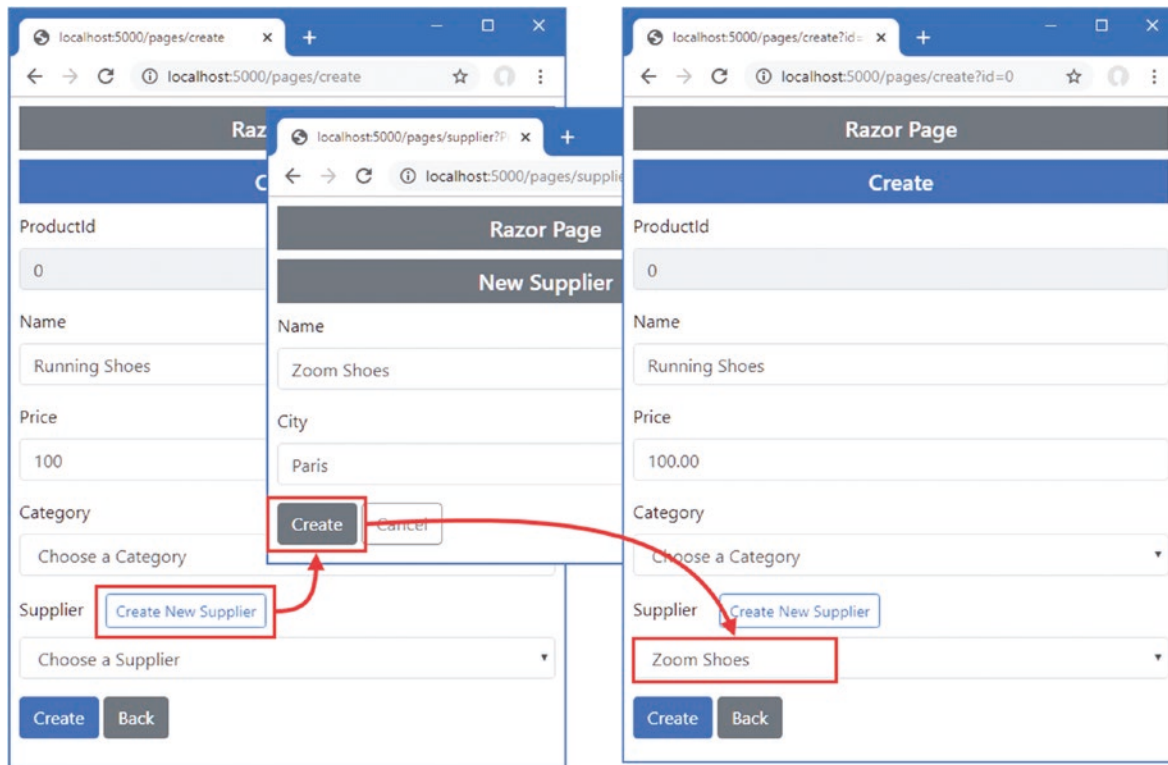 localhost:5000/pages/create
localhost:5000/pages/create
Raz
C
ProductId
0
Name
Running Shoes
Price
100
Category
Choose a Category
Supplier
Create New Supplier
Choose a Supplier
Create
Back
localhost:5000/pages/supplier?P
localhost:5000/pages/supplie
Razor Page
New Supplier
Name
Zoom Shoes
City
Paris
Create
Cancel
localhost:5000/pages/create?id=
localhost:5000/pages/create?id=0
Razor Page
Create
ProductId
0
Name
Running Shoes
Price
100.00
Category
Choose a Category
Supplier
Create New Supplier
Zoom Shoes
Create
Back